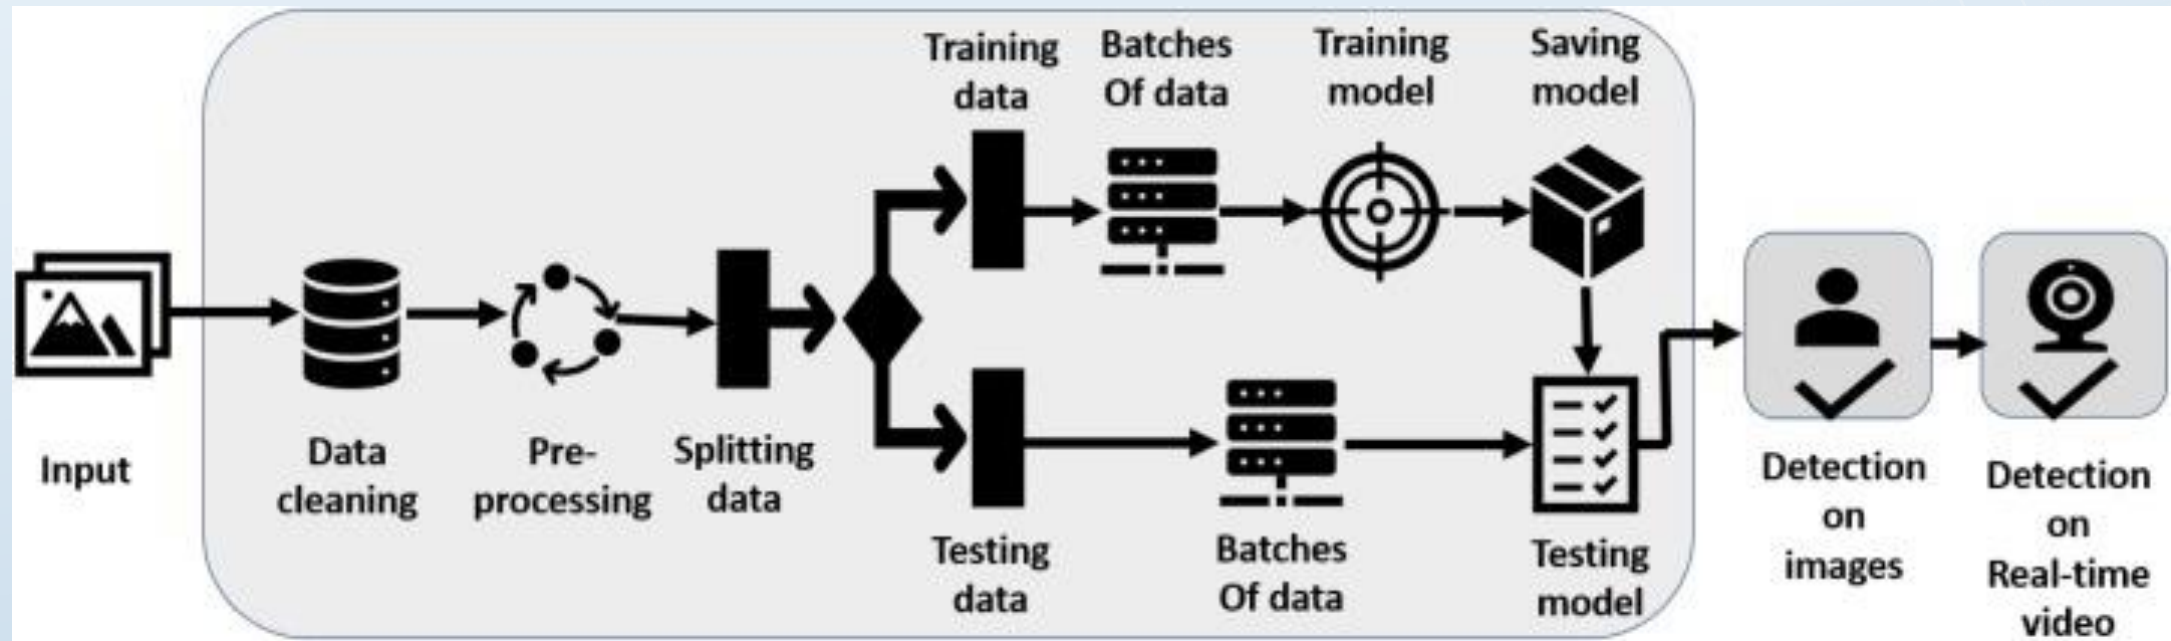 Input
Data
cleaning
Pre-
processing
Splitting
data
Training
data
Batches
Of data
Training
model
Saving
model
Testing
data
Batches
Of data
Testing
model
Detection
on
images
Detection
on
Real-time
video